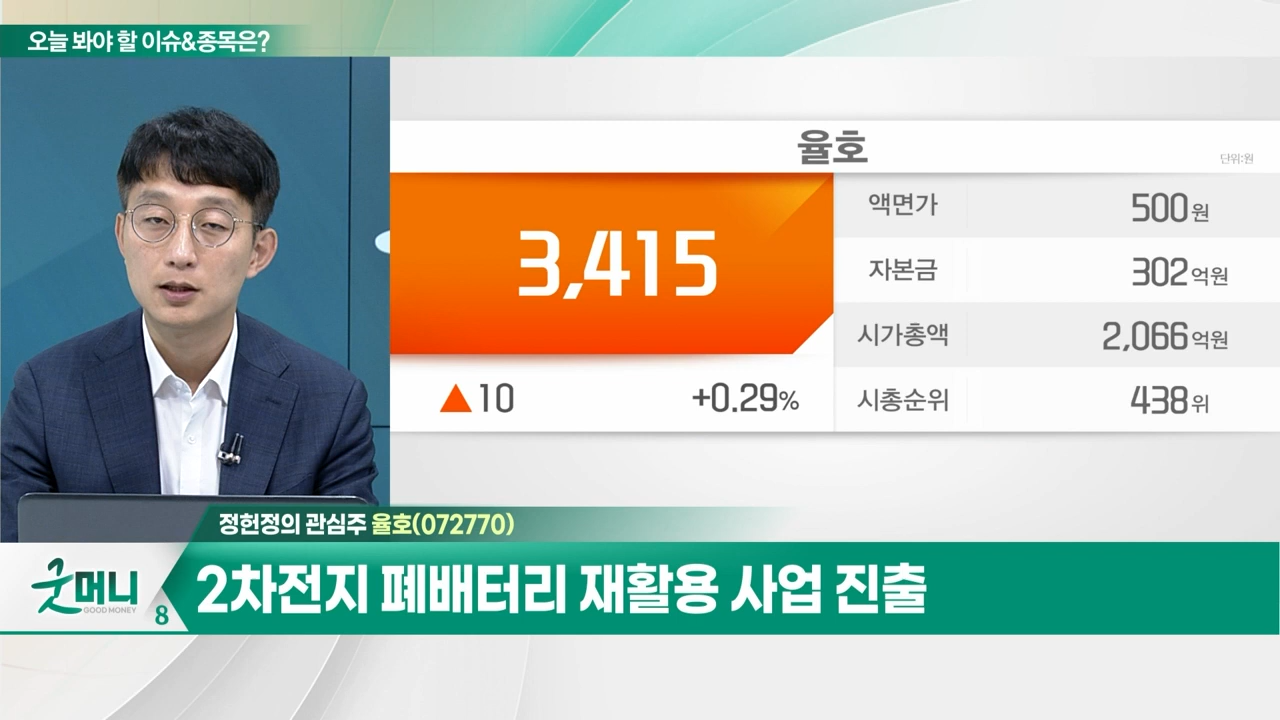 오늘 봐야 할 이슈&종목은?
율호
단위:원
3,415
▲10 +0.29%
액면가 500원
자본금 302억원
시가총액 2,066억원
시총순위 438위
정헌정의 관심주 율호(072770)
굿머니
GOOD MONEY
8
2차전지 폐배터리 재활용 사업 진출